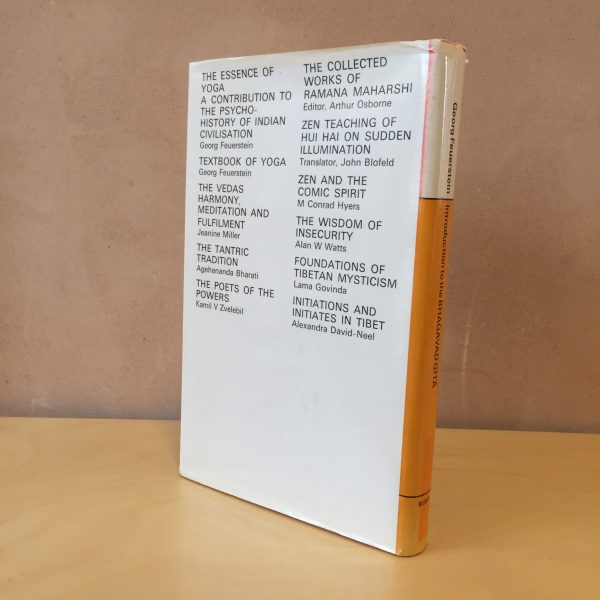 THE ESSENCE OF
YOGA
A CONTRIBUTION TO
THE PSYCHO-
HISTORY OF INDIAN
CIVILISATION
Georg Feuerstein
TEXTBOOK OF YOGA
Georg Feuerstein
THE VEDAS
HARMONY,
MEDITATION AND
FULFILMENT
Jeanine Miller
THE TANTRIC
TRADITION
Agehananda Bharati
THE POETS OF THE
POWERS
Kamil V Zvelebil
THE COLLECTED
WORKS OF
RAMANA MAHARSHI
Editor, Arthur Osborne
ZEN TEACHING OF
HUI HAI ON SUDDEN
ILLUMINATION
Translator, John Blofeld
ZEN AND THE
COMIC SPIRIT
M Conrad Hyers
THE WISDOM OF
INSECURITY
Alan W Watts
FOUNDATIONS OF
TIBETAN MYSTICISM
Lama Govinda
INITIATIONS AND
INITIATES IN TIBET
Alexandra David-Neel
Georg Feuerstein Introduction to the BHAGAVAD GITA